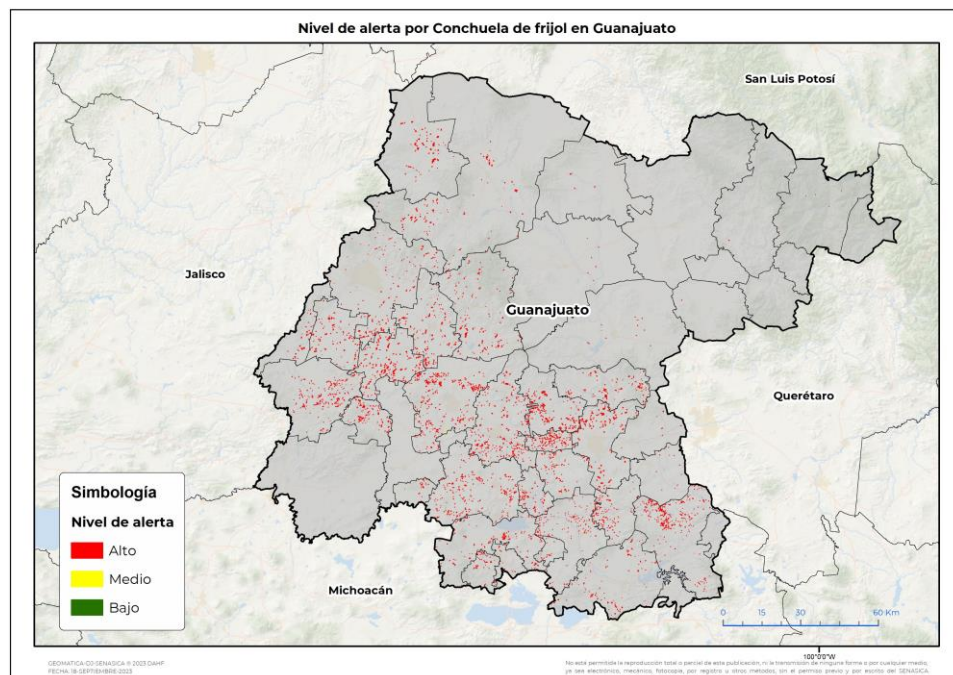 Nivel de alerta por Conchuela de frijol en Guanajuato
San Luis Potosí
Jalisco
Guanajuato
Querétaro
Michoacán
Simbología
Nivel de alerta
Alto
Medio
Bajo
0 15 30 60 Km
100°0'0"W
GEOMATICA-DJ-SENASICA ® 2023 DAHF
FECHA: 18-SEPTIEMBRE-2023
No está permitida la reproducción total o parcial de esta publicación, ni la transmisión de ninguna forma o por cualquier medio,
ya sea electrónico, mecánico, fotocopia, por registro u otros métodos, sin el permiso previo y por escrito del SENASICA.